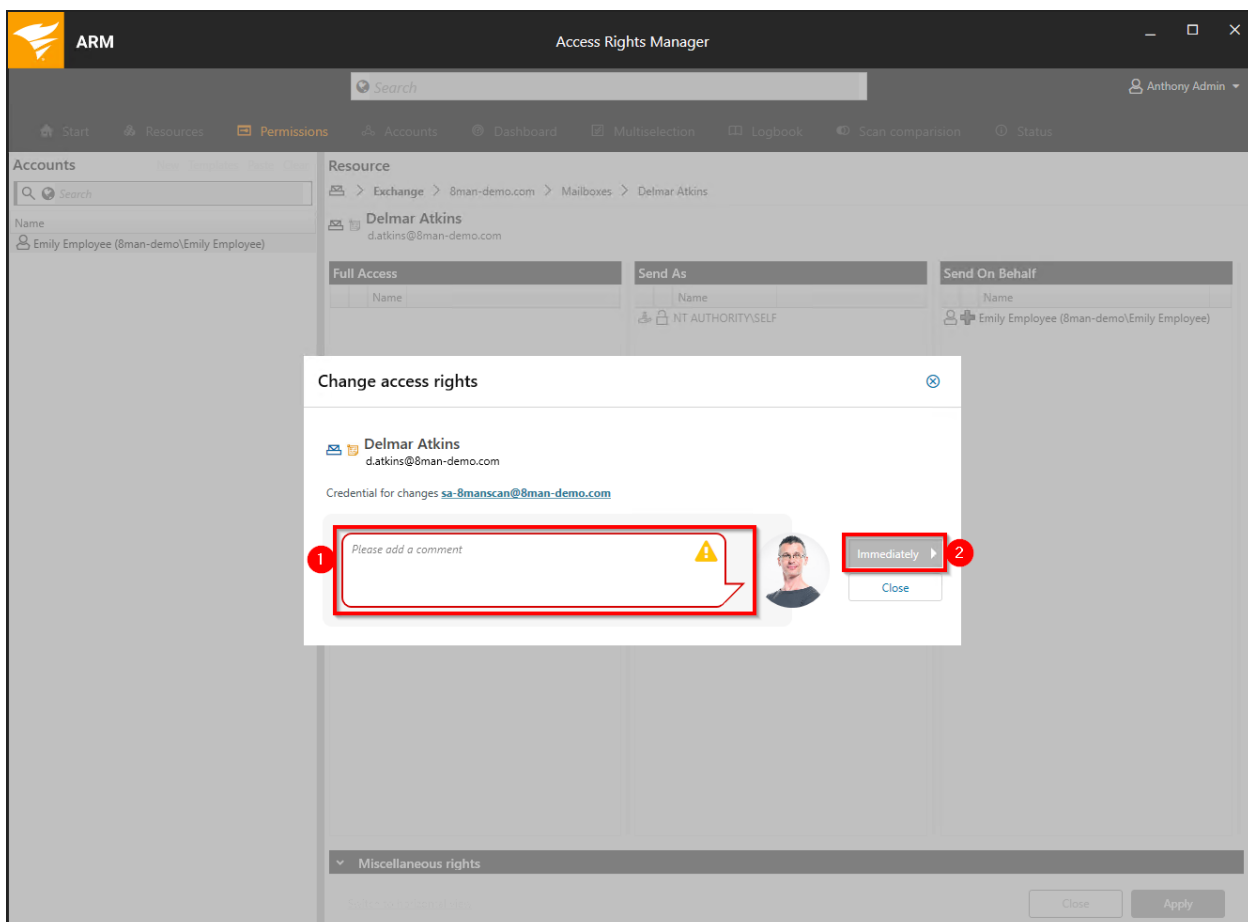 ARM
Access Rights Manager
Search
Anthony Admin
Start Resources Permissions Accounts Dashboard Multiselection Logbook Scan comparision Status
Accounts
Search
Name
Emily Employee (8man-demo\Emily Employee)
Resource
> Exchange > 8man-demo.com > Mailboxes > Delmar Atkins
Delmar Atkins
d.atkins@8man-demo.com
Full Access
Name
Send As
Name
NT AUTHORITY\SELF
Send On Behalf
Name
Emily Employee (8man-demo\Emily Employee)
Change access rights
Delmar Atkins
d.atkins@8man-demo.com
Credential for changes sa-8manscan@8man-demo.com
1
Please add a comment
Immediately
2
Close
Miscellaneous rights
Close
Apply